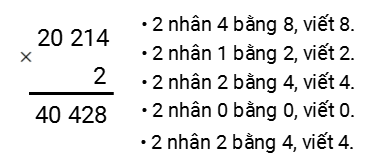 20 214
×
2
40 428
• 2 nhân 4 bằng 8, viết 8.
• 2 nhân 1 bằng 2, viết 2.
• 2 nhân 2 bằng 4, viết 4.
• 2 nhân 0 bằng 0, viết 0.
• 2 nhân 2 bằng 4, viết 4.